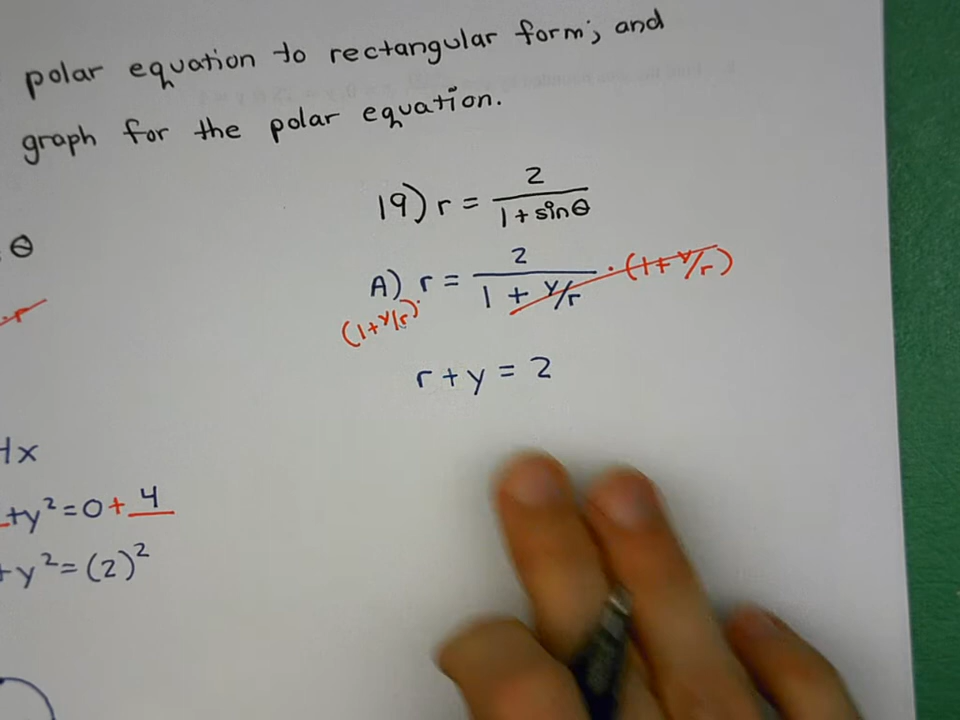 polar equation to rectangular form; and
graph for the polar equation.
19) r = 2/(1 + sinθ)
θ
A) r = 2/(1 + y/r) · (1 + y/r)
(1+y/r)·
r + y = 2
4x
+y²=0+4
+y²=(2)²